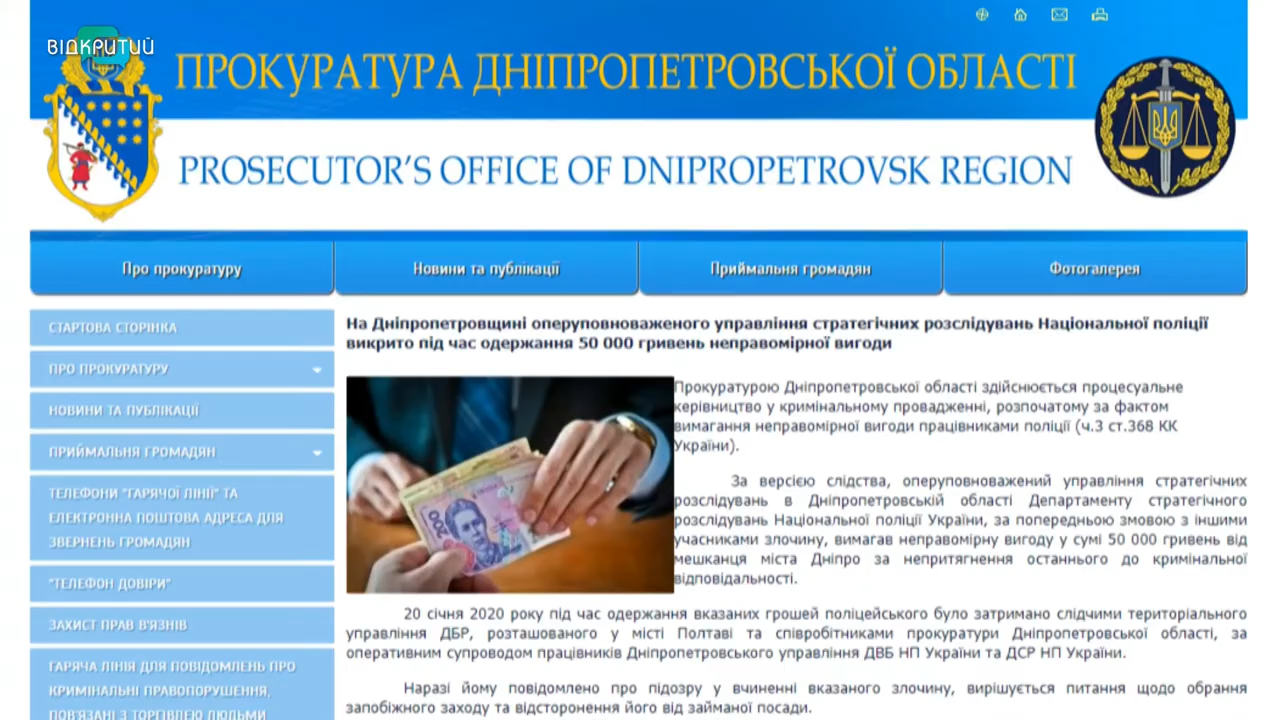 ВІДКРИТИЙ
ПРОКУРАТУРА ДНІПРОПЕТРОВСЬКОЇ ОБЛАСТІ
PROSECUTOR'S OFFICE OF DNIPROPETROVSK REGION
Про прокуратуру
Новини та публікації
Приймальня громадян
Фотогалерея
СТАРТОВА СТОРІНКА
ПРО ПРОКУРАТУРУ
НОВИНИ ТА ПУБЛІКАЦІЇ
ПРИЙМАЛЬНЯ ГРОМАДЯН
ТЕЛЕФОНИ "ГАРЯЧОЇ ЛІНІЇ" ТА
ЕЛЕКТРОННА ПОШТОВА АДРЕСА ДЛЯ
ЗВЕРНЕНЬ ГРОМАДЯН
"ТЕЛЕФОН ДОВІРИ"
ЗАХИСТ ПРАВ В'ЯЗНІВ
ГАРЯЧА ЛІНІЯ ДЛЯ ПОВІДОМЛЕНЬ ПРО
КРИМІНАЛЬНІ ПРАВОПОРУШЕННЯ,
ПОВ'ЯЗАНІ З ТОРГІВЛЕЮ ЛЮДЬМИ
На Дніпропетровщині оперуповноваженого управління стратегічних розслідувань Національної поліції
викрито під час одержання 50 000 гривень неправомірної вигоди
200
Прокуратурою Дніпропетровської області здійснюється процесуальне
керівництво у кримінальному провадженні, розпочатому за фактом
вимагання неправомірної вигоди працівниками поліції (ч.3 ст.368 КК
України).
За версією слідства, оперуповноважений управління стратегічних
розслідувань в Дніпропетровській області Департаменту стратегічного
розслідувань Національної поліції України, за попередньою змовою з іншими
учасниками злочину, вимагав неправомірну вигоду у сумі 50 000 гривень від
мешканця міста Дніпро за непритягнення останнього до кримінальної
відповідальності.
20 січня 2020 року під час одержання вказаних грошей поліцейського було затримано слідчими територіального
управління ДБР, розташованого у місті Полтаві та співробітниками прокуратури Дніпропетровської області, за
оперативним супроводом працівників Дніпропетровського управління ДВБ НП України та ДСР НП України.
Наразі йому повідомлено про підозру у вчиненні вказаного злочину, вирішується питання щодо обрання
запобіжного заходу та відсторонення його від займаної посади.